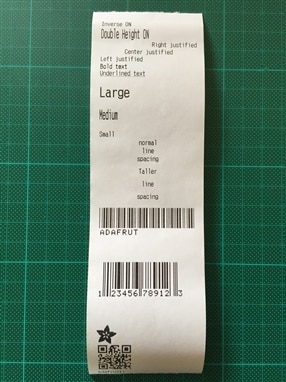 Inverse ON
Double Height ON
Right justified
Center justified
Left justified
Bold text
Underlined text
Large
Medium
Small
normal
line
spacing
Taller
line
spacing
ADAFRUT
1 23456 78912 3